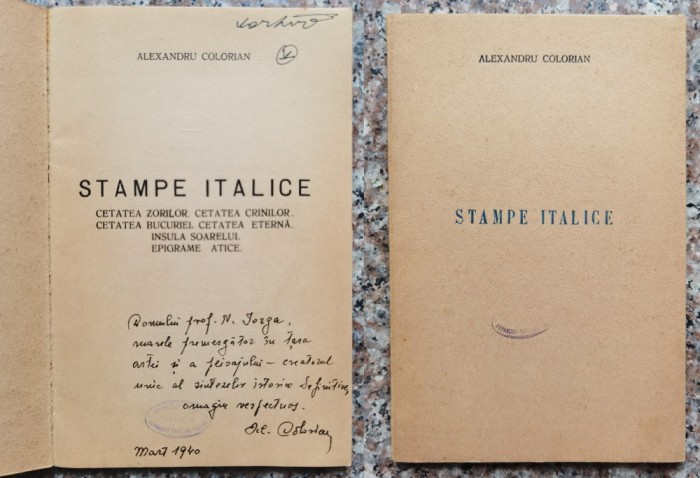 ALEXANDRU COLORIAN
STAMPE ITALICE
CETATEA ZORILOR. CETATEA CRINILOR.
CETATEA BUCURIEI. CETATEA ETERNĂ.
INSULA SOARELUI.
EPIGRAME ATICE.
Domnului prof. N. Iorga,
marele premergător în țara
artei și a peisajului – creatorul
unic al sintezelor istorice definitive,
omagiu respectuos.
Al. Colorian
Mart 1940
ALEXANDRU COLORIAN
STAMPE ITALICE